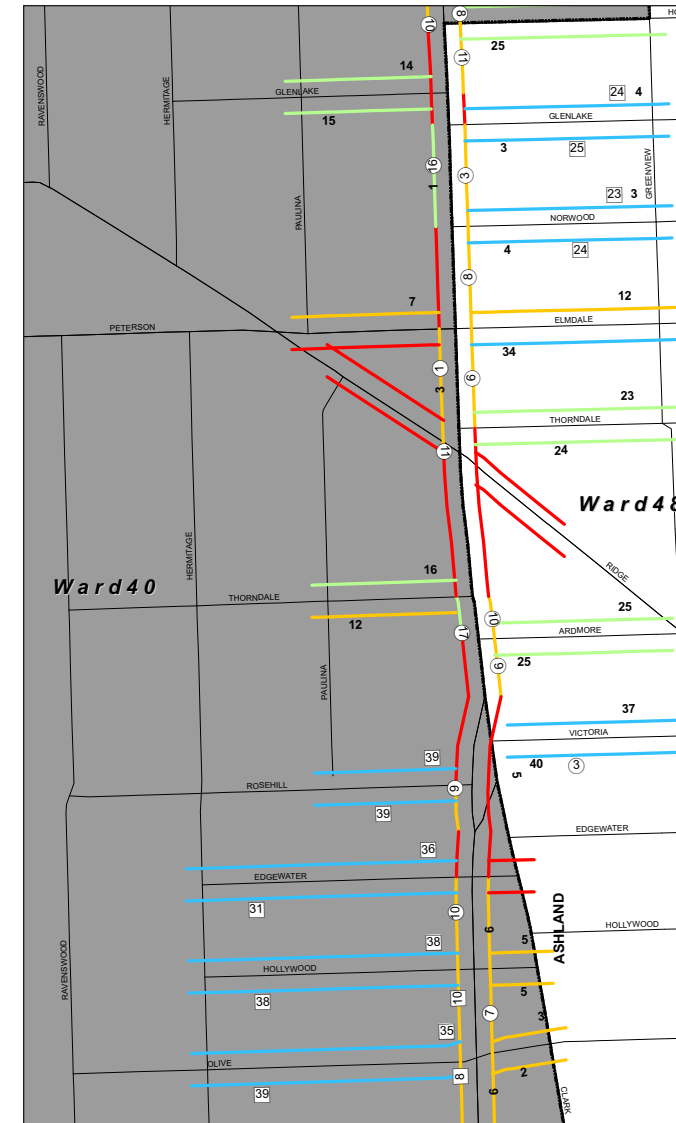 8
HO
10
11
25
14
GLENLAKE
15
RAVENSWOOD
HERMITAGE
24 4
GLENLAKE
3 25
16
1
3
GREENVIEW
23 3
NORWOOD
4 24
PAULINA
8
7
12
PETERSON
ELMDALE
34
1
3
9
23
THORNDALE
24
11
Ward48
RIDGE
HERMITAGE
16
Ward40
THORNDALE
12
17
10
25
ARDMORE
9
25
PAULINA
37
VICTORIA
40 3
5
39
ROSEHILL
6
39
EDGEWATER
36
EDGEWATER
31
10
ASHLAND
6
HOLLYWOOD
38
5
HOLLYWOOD
RAVENSWOOD
38
10
5
7
3
35
OLIVE
8
2
39
6
CLARK